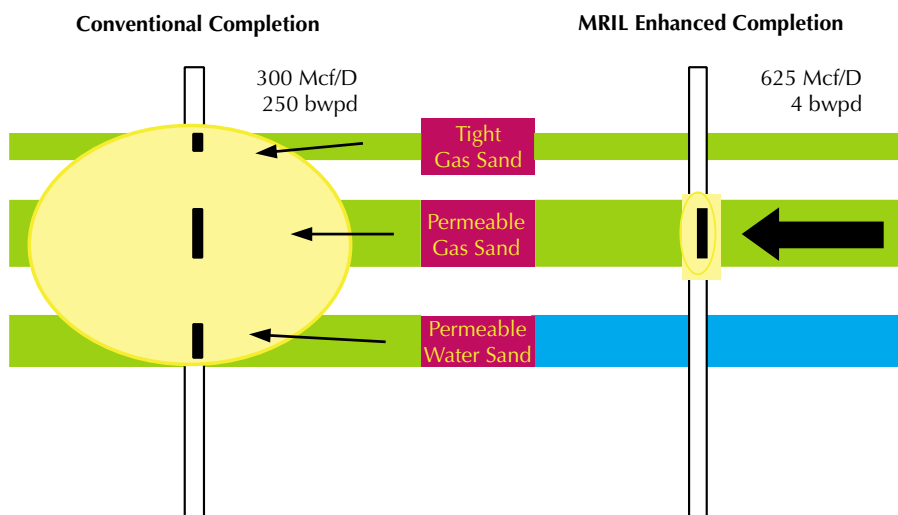 Conventional Completion
MRIL Enhanced Completion
300 Mcf/D
250 bwpd
625 Mcf/D
4 bwpd
Tight
Gas Sand
Permeable
Gas Sand
Permeable
Water Sand